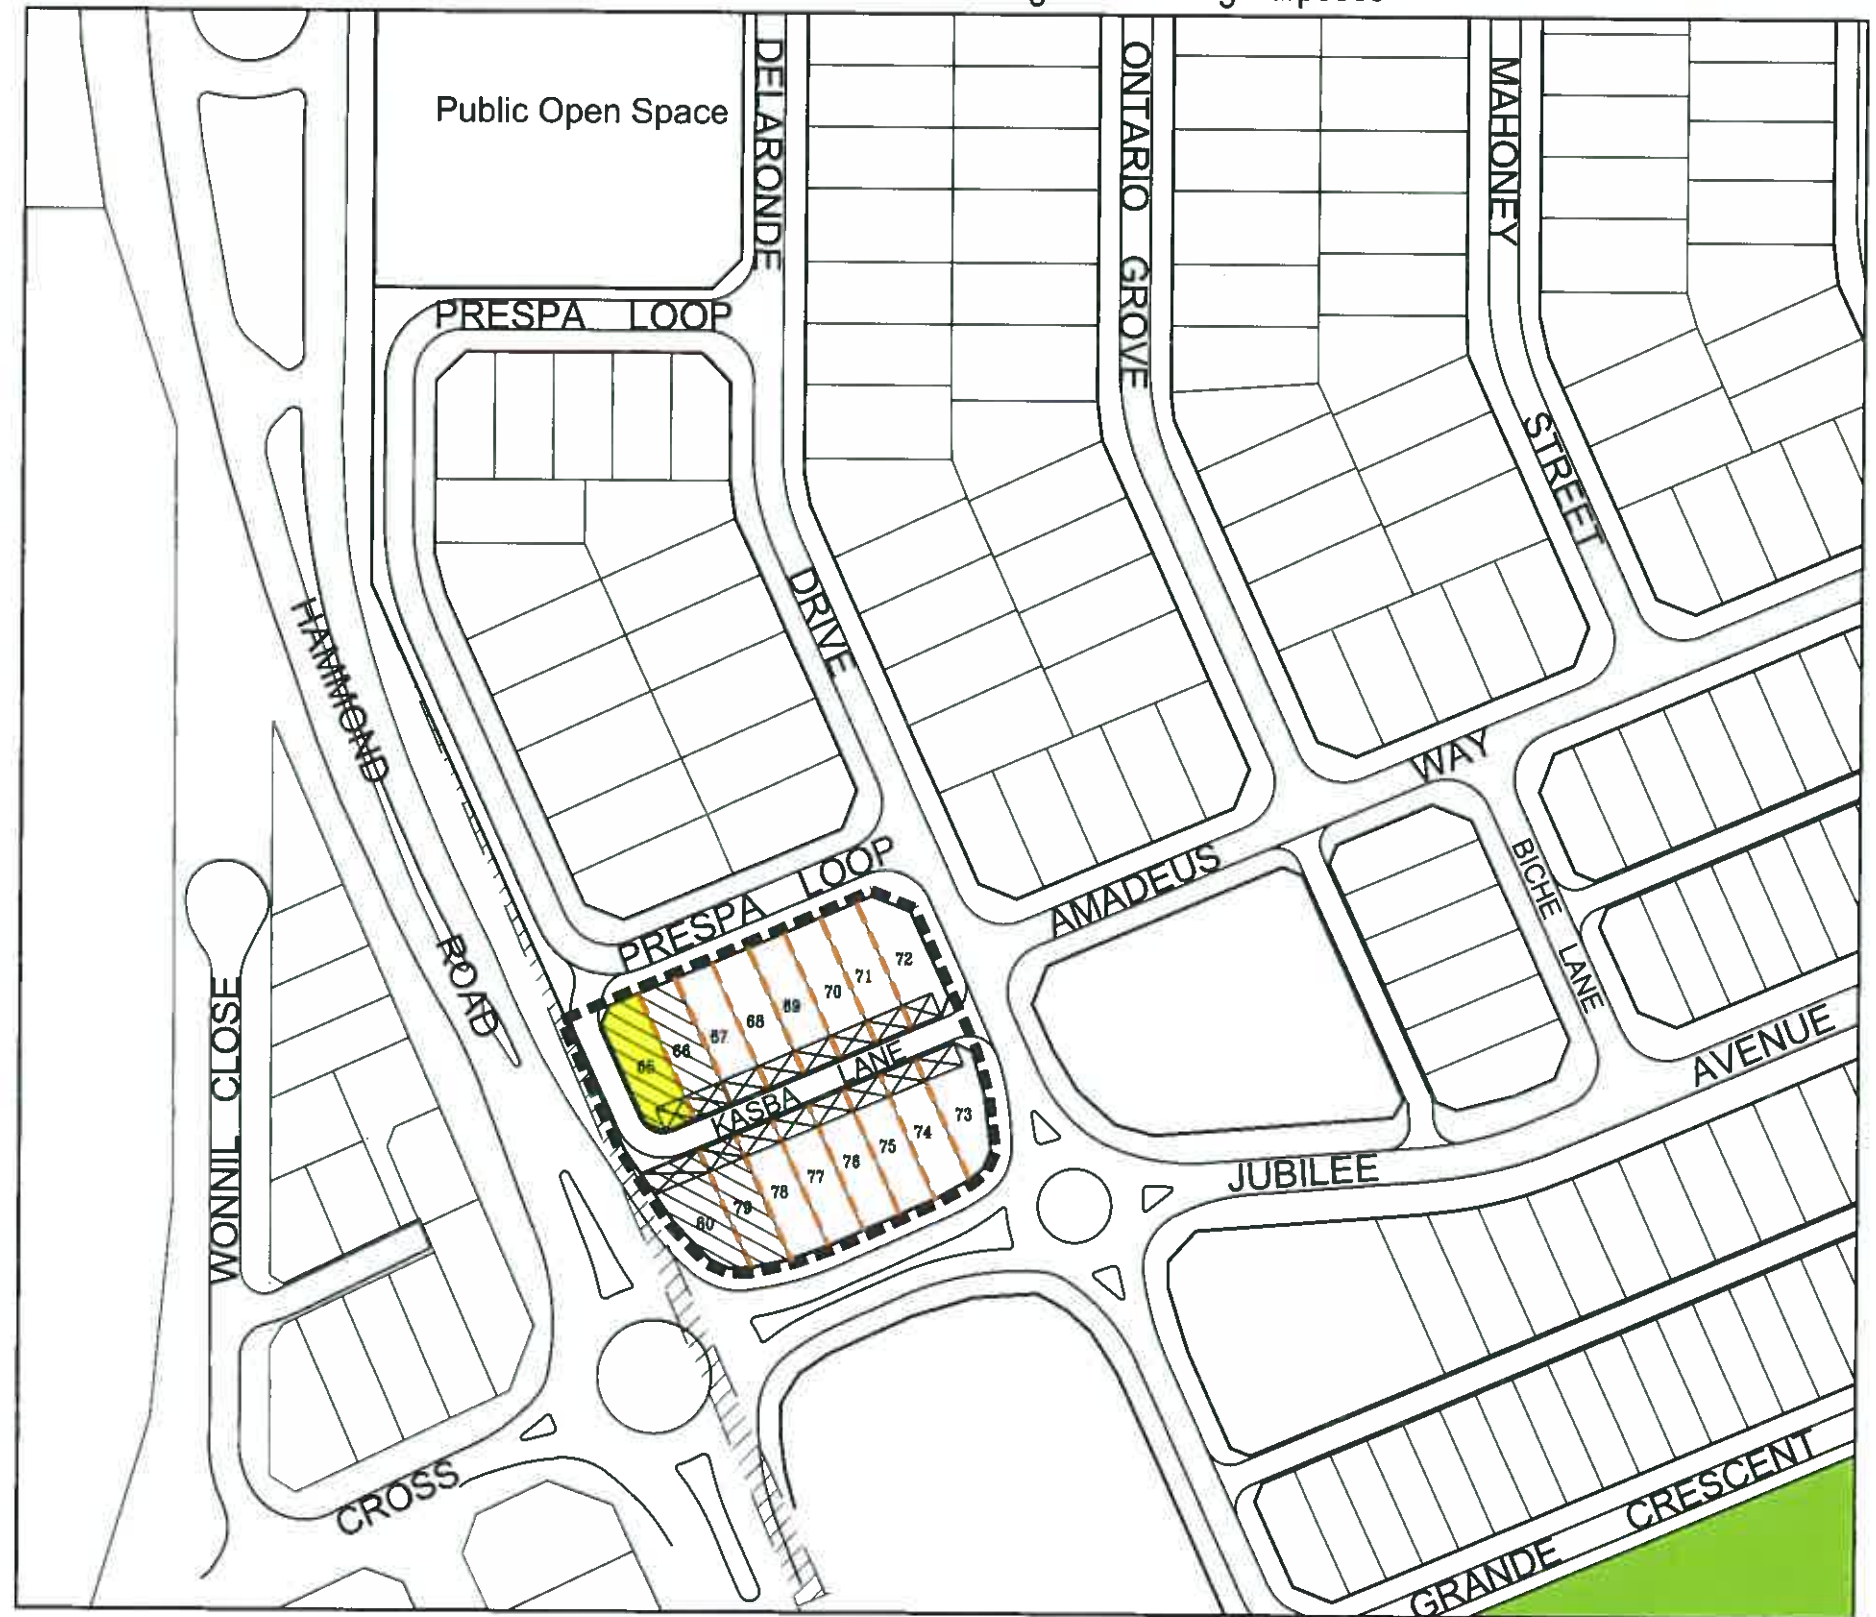 Public Open Space
DELARONDE
ONTARIO GROVE
MAHONEY
PRESPA LOOP
STREET
DRIVE
HAMMOND
WAY
PRESPA LOOP
AMADEUS
BICHE LANE
ROAD
72
71
70
69
68
67
66
WONNIL CLOSE
KASBA LANE
AVENUE
73
74
75
76
77
78
79
JUBILEE
CROSS
GRANDE CRESCENT